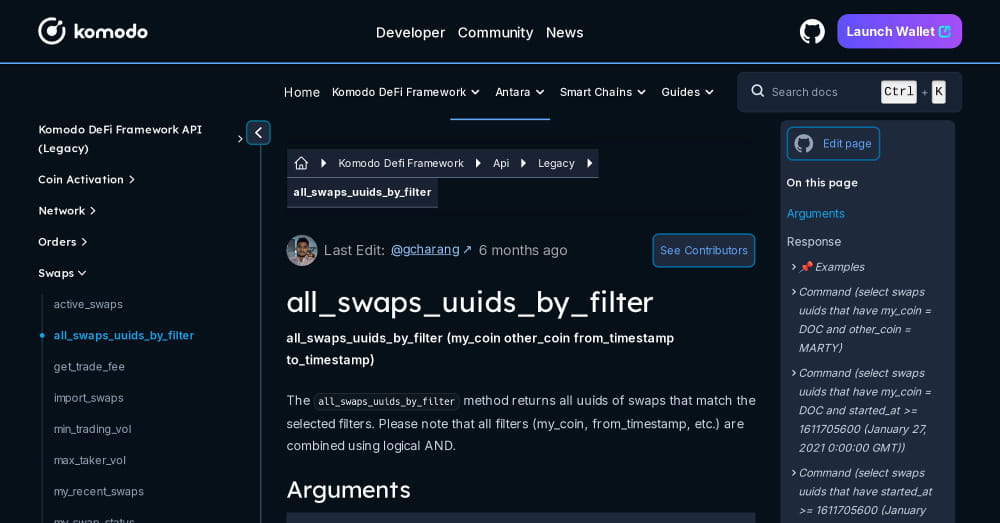 komodo
Developer Community News
Launch Wallet
Home Komodo DeFi Framework Antara Smart Chains Guides
Search docs Ctrl + K
Komodo DeFi Framework API
(Legacy)
Coin Activation
Network
Orders
Swaps
active_swaps
all_swaps_uuids_by_filter
get_trade_fee
import_swaps
min_trading_vol
max_taker_vol
my_recent_swaps
my_swap_status
Komodo Defi Framework Api Legacy
all_swaps_uuids_by_filter
Last Edit: @gcharang ↗ 6 months ago
See Contributors
all_swaps_uuids_by_filter
all_swaps_uuids_by_filter (my_coin other_coin from_timestamp
to_timestamp)
The all_swaps_uuids_by_filter method returns all uuids of swaps that match the
selected filters. Please note that all filters (my_coin, from_timestamp, etc.) are
combined using logical AND.
Arguments
Edit page
On this page
Arguments
Response
📌 Examples
Command (select swaps
uuids that have my_coin =
DOC and other_coin =
MARTY)
Command (select swaps
uuids that have my_coin =
DOC and started_at >=
1611705600 (January 27,
2021 0:00:00 GMT))
Command (select swaps
uuids that have started_at
>= 1611705600 (January